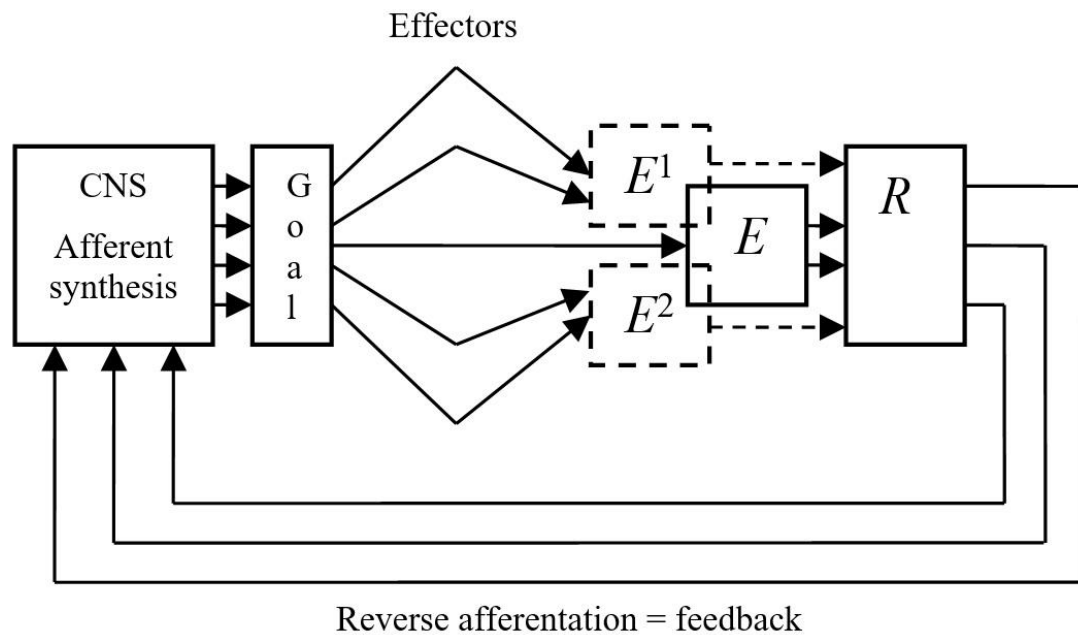 Effectors
CNS
Afferent
synthesis
G
o
a
l
E¹
E
E²
R
Reverse afferentation = feedback